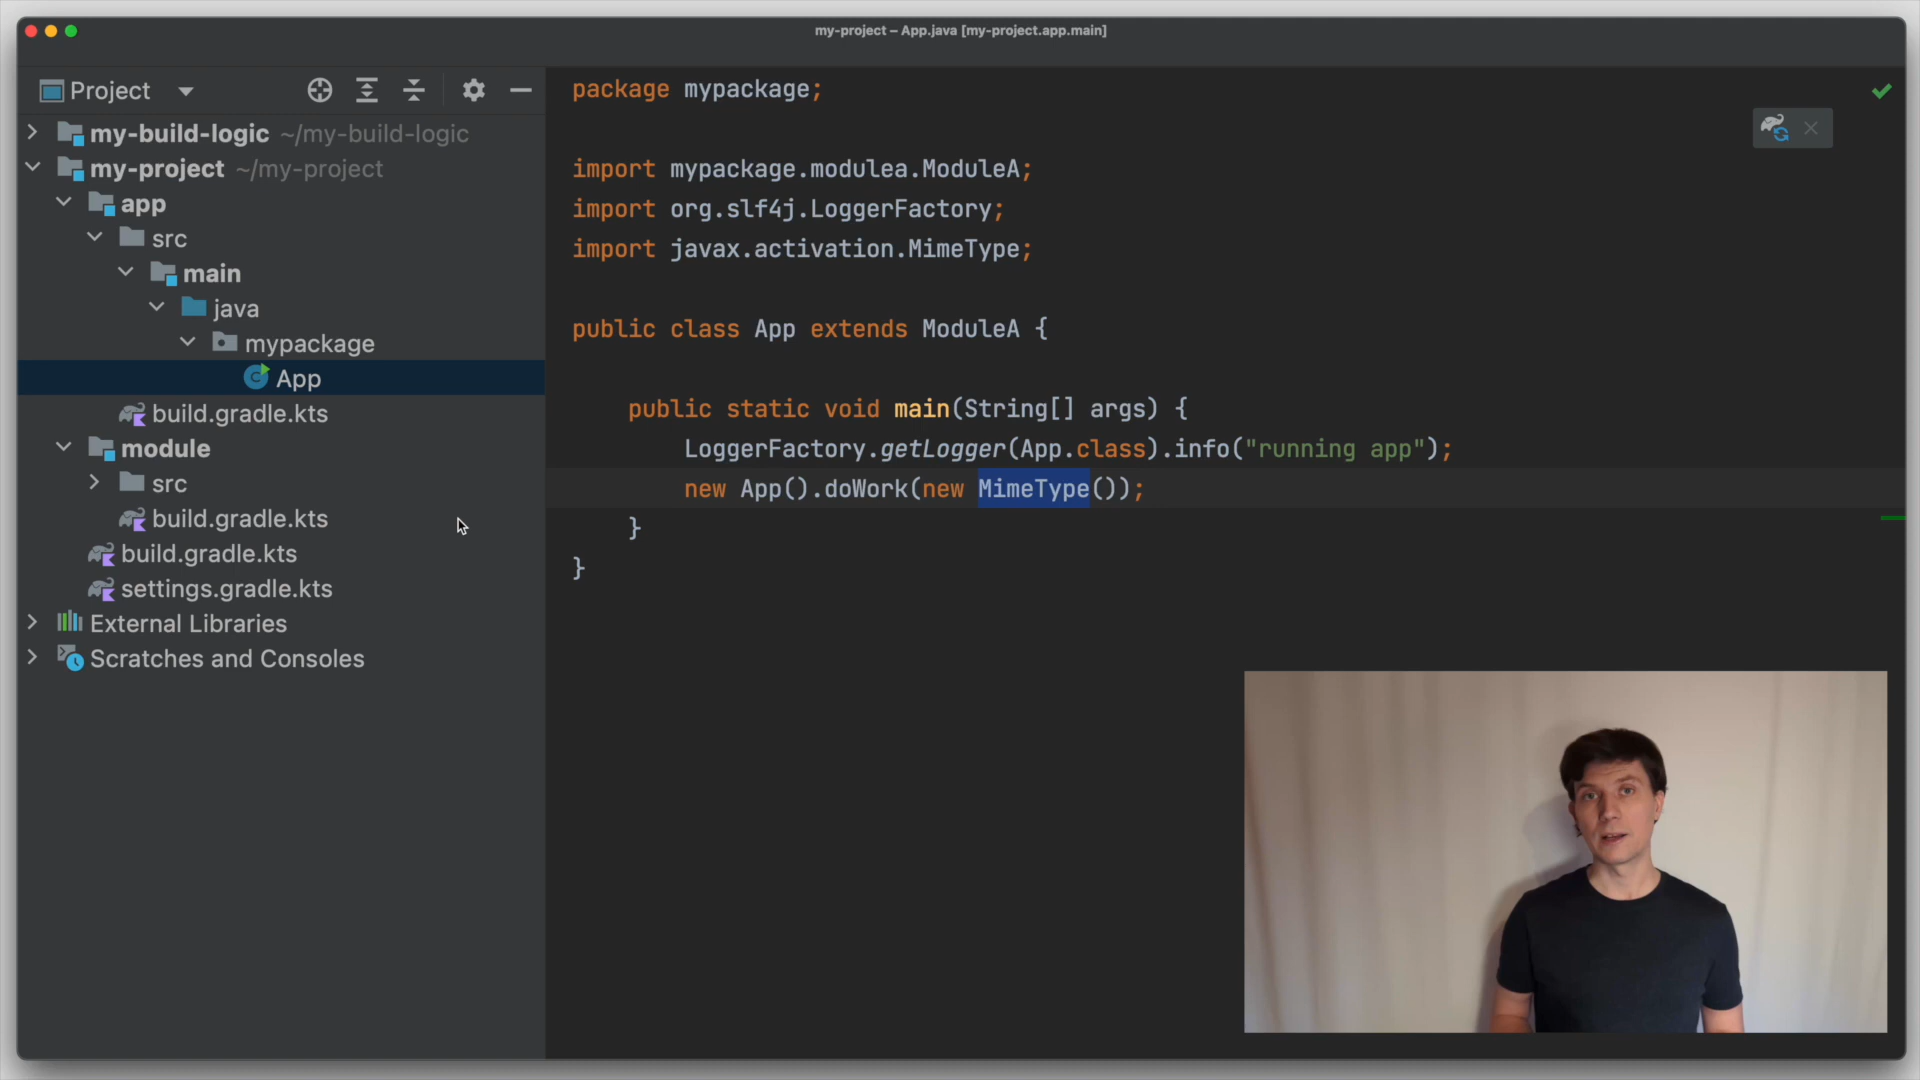 my-project – App.java [my-project.app.main]
Project
my-build-logic ~/my-build-logic
my-project ~/my-project
app
src
main
java
mypackage
App
build.gradle.kts
module
src
build.gradle.kts
build.gradle.kts
settings.gradle.kts
External Libraries
Scratches and Consoles
package mypackage;
import mypackage.modulea.ModuleA;
import org.slf4j.LoggerFactory;
import javax.activation.MimeType;
public class App extends ModuleA {
public static void main(String[] args) {
LoggerFactory.getLogger(App.class).info("running app");
new App().doWork(new MimeType());
}
}